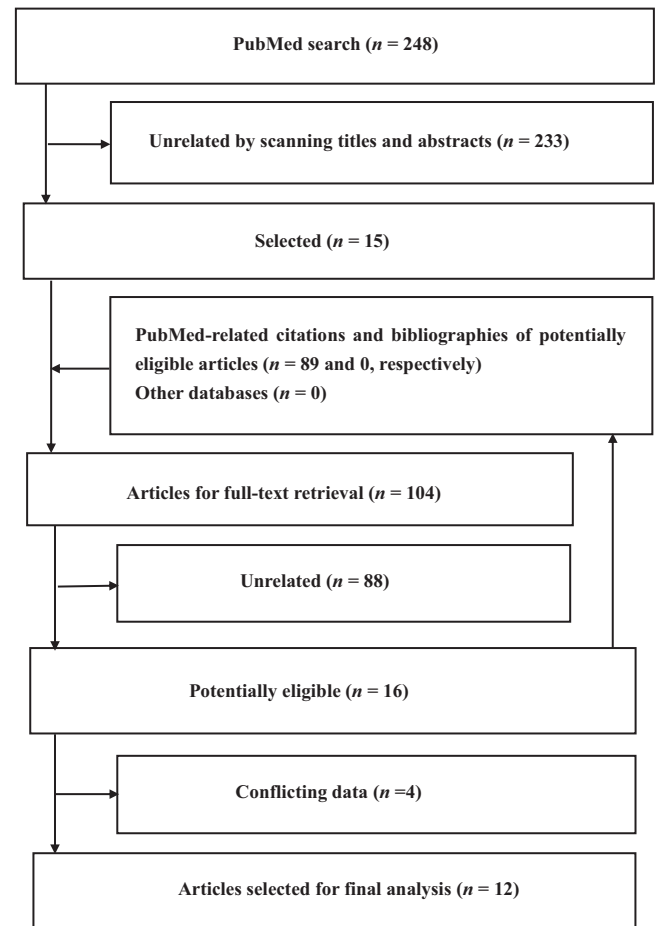 PubMed search (n = 248)
Unrelated by scanning titles and abstracts (n = 233)
Selected (n = 15)
PubMed-related citations and bibliographies of potentially
eligible articles (n = 89 and 0, respectively)
Other databases (n = 0)
Articles for full-text retrieval (n = 104)
Unrelated (n = 88)
Potentially eligible (n = 16)
Conflicting data (n =4)
Articles selected for final analysis (n = 12)